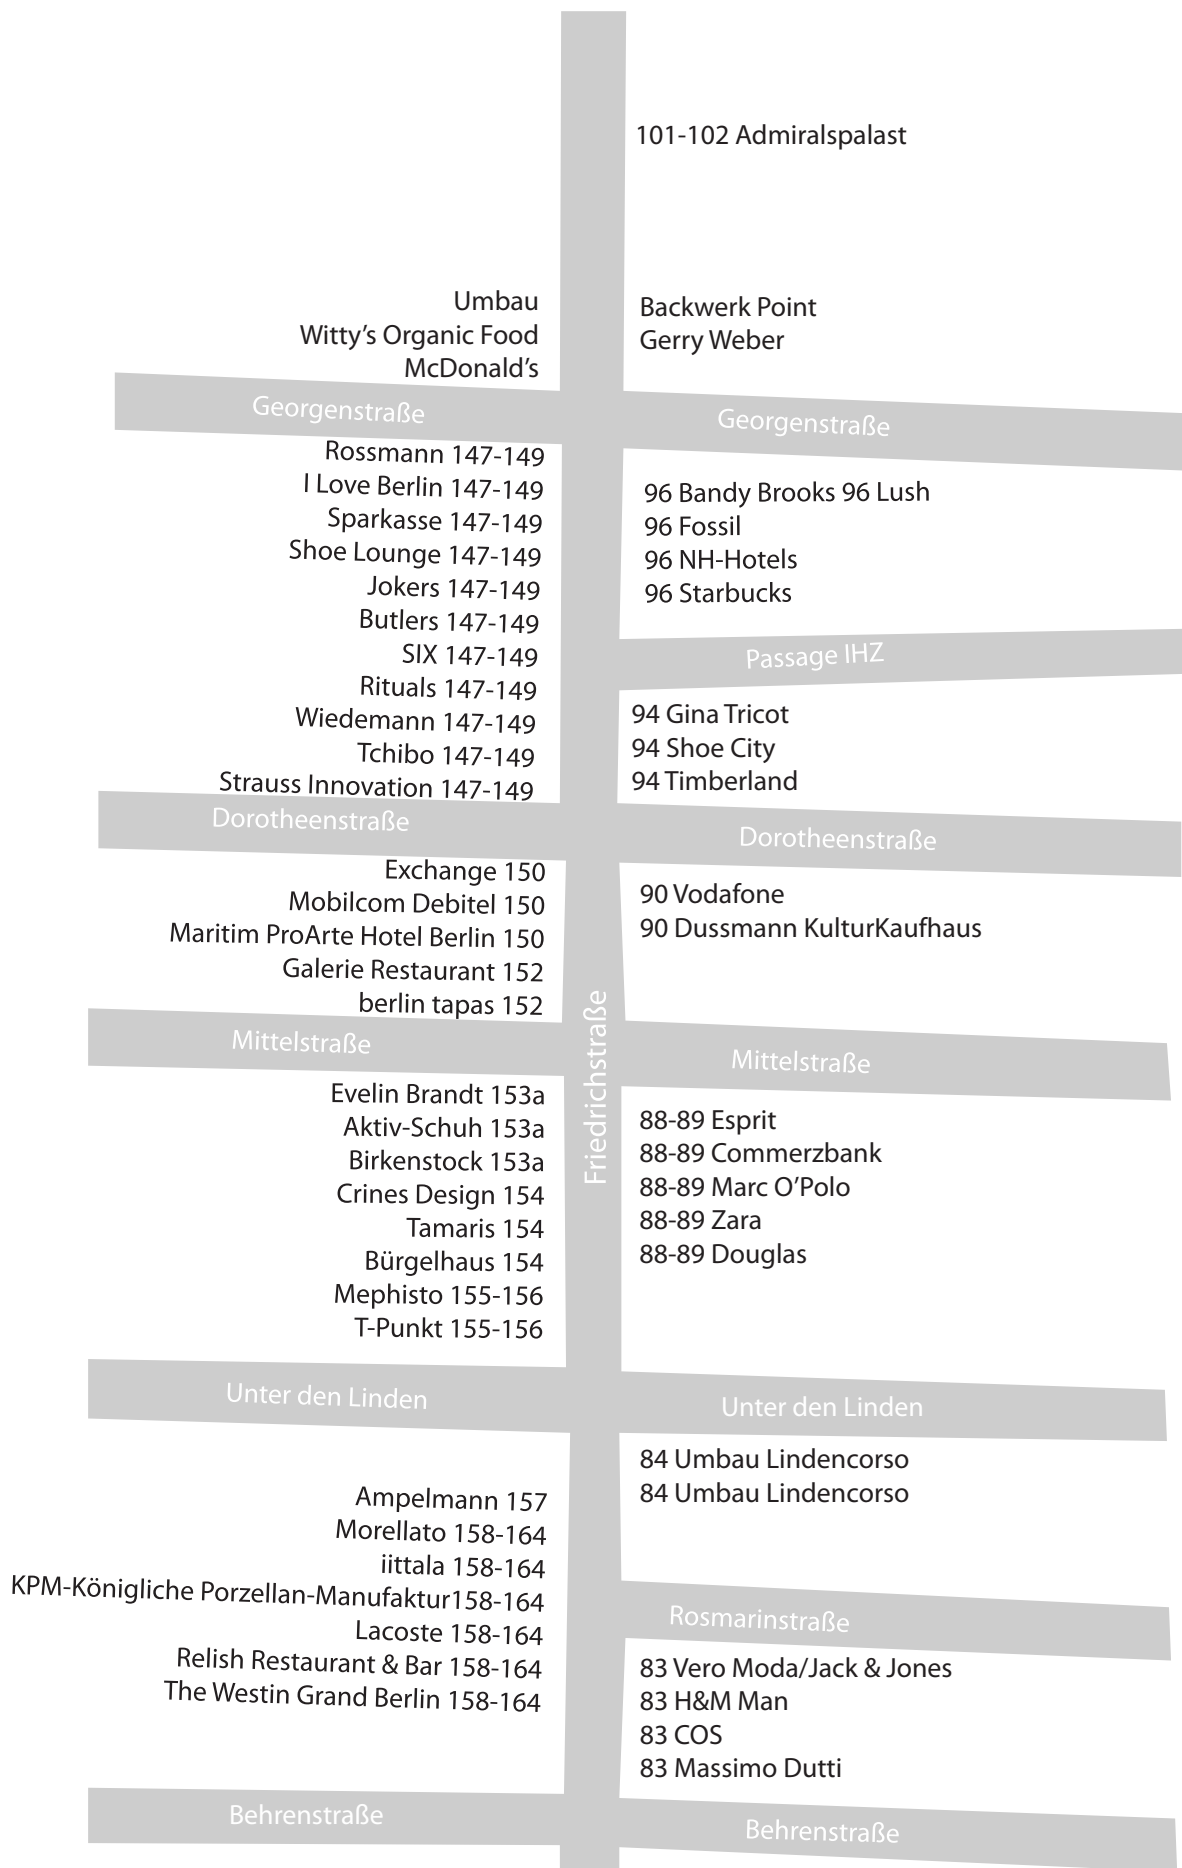 101-102 Admiralspalast
Umbau
Witty's Organic Food
McDonald's
Backwerk Point
Gerry Weber
Georgenstraße
Georgenstraße
Rossmann 147-149
I Love Berlin 147-149
Sparkasse 147-149
Shoe Lounge 147-149
Jokers 147-149
Butlers 147-149
SIX 147-149
Rituals 147-149
Wiedemann 147-149
Tchibo 147-149
Strauss Innovation 147-149
96 Bandy Brooks 96 Lush
96 Fossil
96 NH-Hotels
96 Starbucks
Passage IHZ
94 Gina Tricot
94 Shoe City
94 Timberland
Dorotheenstraße
Dorotheenstraße
Exchange 150
Mobilcom Debitel 150
Maritim ProArte Hotel Berlin 150
Galerie Restaurant 152
berlin tapas 152
90 Vodafone
90 Dussmann KulturKaufhaus
Friedrichstraße
Mittelstraße
Mittelstraße
Evelin Brandt 153a
Aktiv-Schuh 153a
Birkenstock 153a
Crines Design 154
Tamaris 154
Bürgelhaus 154
Mephisto 155-156
T-Punkt 155-156
88-89 Esprit
88-89 Commerzbank
88-89 Marc O'Polo
88-89 Zara
88-89 Douglas
Unter den Linden
Unter den Linden
Ampelmann 157
Morellato 158-164
iittala 158-164
KPM-Königliche Porzellan-Manufaktur158-164
Lacoste 158-164
Relish Restaurant & Bar 158-164
The Westin Grand Berlin 158-164
84 Umbau Lindencorso
84 Umbau Lindencorso
Rosmarinstraße
83 Vero Moda/Jack & Jones
83 H&M Man
83 COS
83 Massimo Dutti
Behrenstraße
Behrenstraße